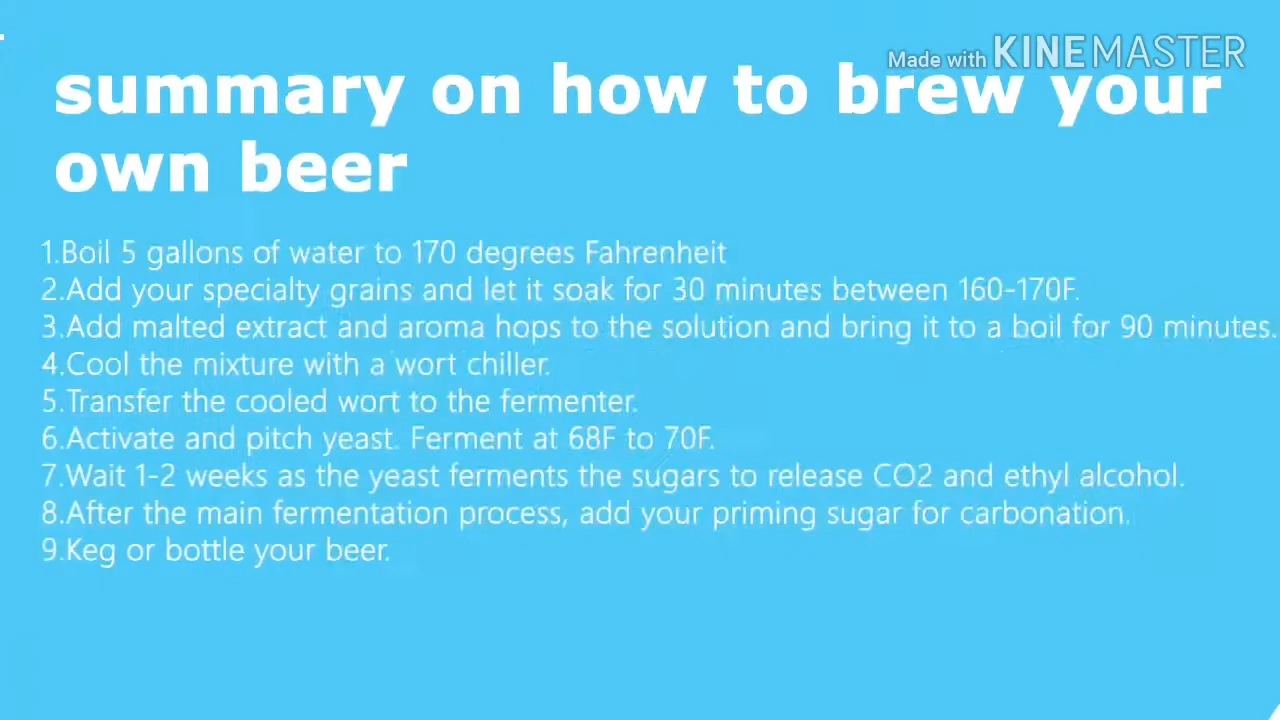 Made with KINEMASTER
summary on how to brew your
own beer
1.Boil 5 gallons of water to 170 degrees Fahrenheit
2.Add your specialty grains and let it soak for 30 minutes between 160-170F.
3.Add malted extract and aroma hops to the solution and bring it to a boil for 90 minutes.
4.Cool the mixture with a wort chiller.
5.Transfer the cooled wort to the fermenter.
6.Activate and pitch yeast. Ferment at 68F to 70F.
7.Wait 1-2 weeks as the yeast ferments the sugars to release CO2 and ethyl alcohol.
8.After the main fermentation process, add your priming sugar for carbonation.
9.Keg or bottle your beer.